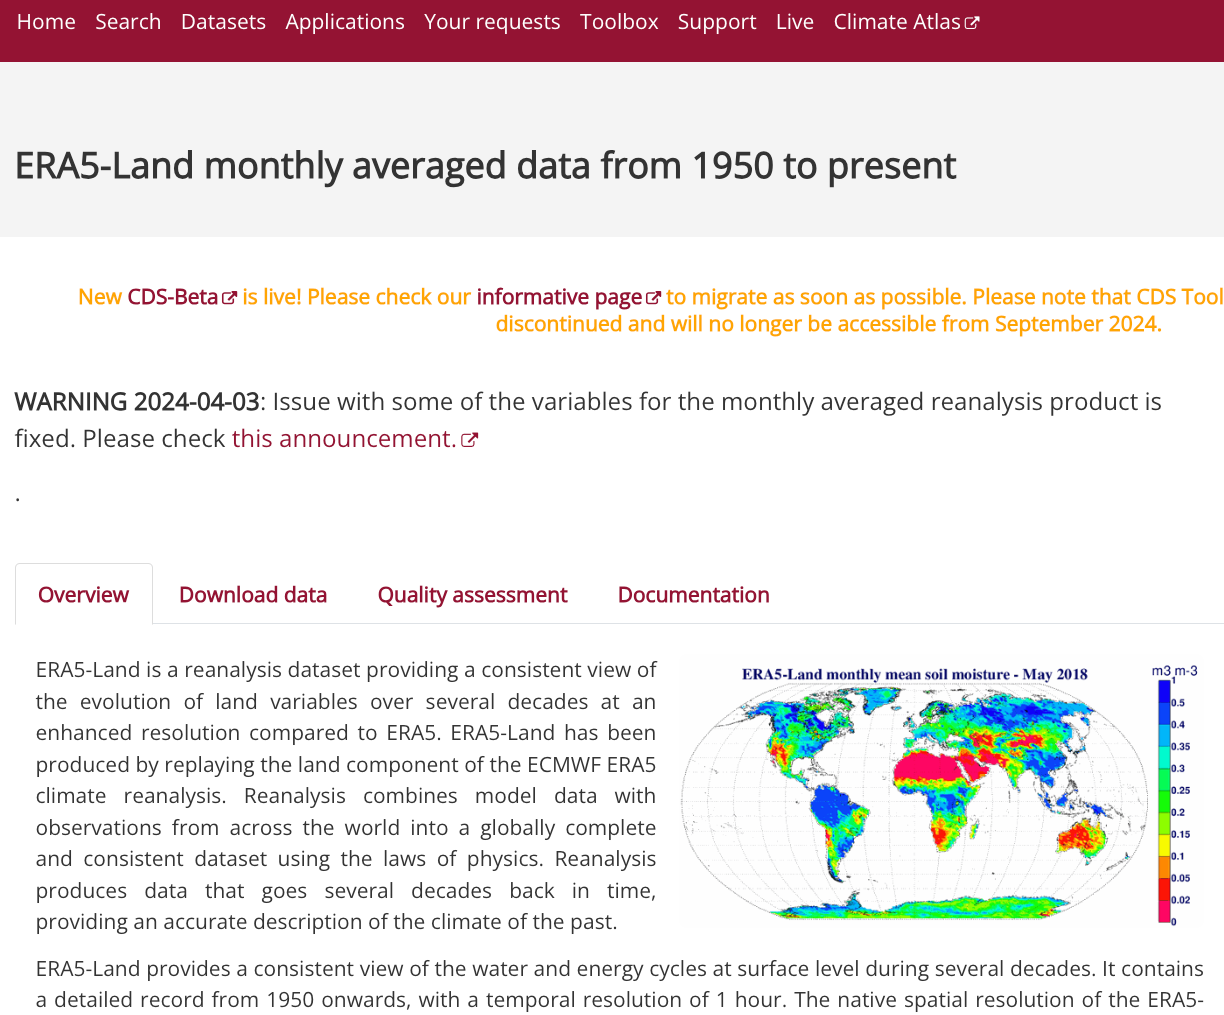 Home Search Datasets Applications Your requests Toolbox Support Live Climate Atlas
ERA5-Land monthly averaged data from 1950 to present
New CDS-Beta is live! Please check our informative page to migrate as soon as possible. Please note that CDS Tool
discontinued and will no longer be accessible from September 2024.
WARNING 2024-04-03: Issue with some of the variables for the monthly averaged reanalysis product is
fixed. Please check this announcement.
.
Overview Download data Quality assessment Documentation
ERA5-Land is a reanalysis dataset providing a consistent view of
the evolution of land variables over several decades at an
enhanced resolution compared to ERA5. ERA5-Land has been
produced by replaying the land component of the ECMWF ERA5
climate reanalysis. Reanalysis combines model data with
observations from across the world into a globally complete
and consistent dataset using the laws of physics. Reanalysis
produces data that goes several decades back in time,
providing an accurate description of the climate of the past.
ERA5-Land monthly mean soil moisture - May 2018
m3 m-3
1
0.5
0.4
0.35
0.3
0.25
0.2
0.15
0.1
0.05
0.02
0
ERA5-Land provides a consistent view of the water and energy cycles at surface level during several decades. It contains
a detailed record from 1950 onwards, with a temporal resolution of 1 hour. The native spatial resolution of the ERA5-